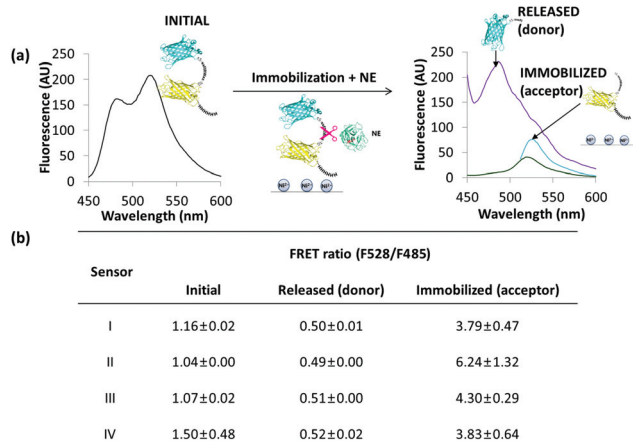 (a)
INITIAL
RELEASED
(donor)
IMMOBILIZED
(acceptor)
Immobilization + NE
NE
Fluorescence (AU)
250
200
150
100
50
0
450 500 550 600
Wavelength (nm)
Ni²⁺ Ni²⁺ Ni²⁺
Fluorescence (AU)
250
200
150
100
50
0
450 500 550 600
Wavelength (nm)
Ni²⁺ Ni²⁺ Ni²⁺
(b)
Sensor
FRET ratio (F528/F485)
Initial Released (donor) Immobilized (acceptor)
I 1.16±0.02 0.50±0.01 3.79±0.47
II 1.04±0.00 0.49±0.00 6.24±1.32
III 1.07±0.02 0.51±0.00 4.30±0.29
IV 1.50±0.48 0.52±0.02 3.83±0.64